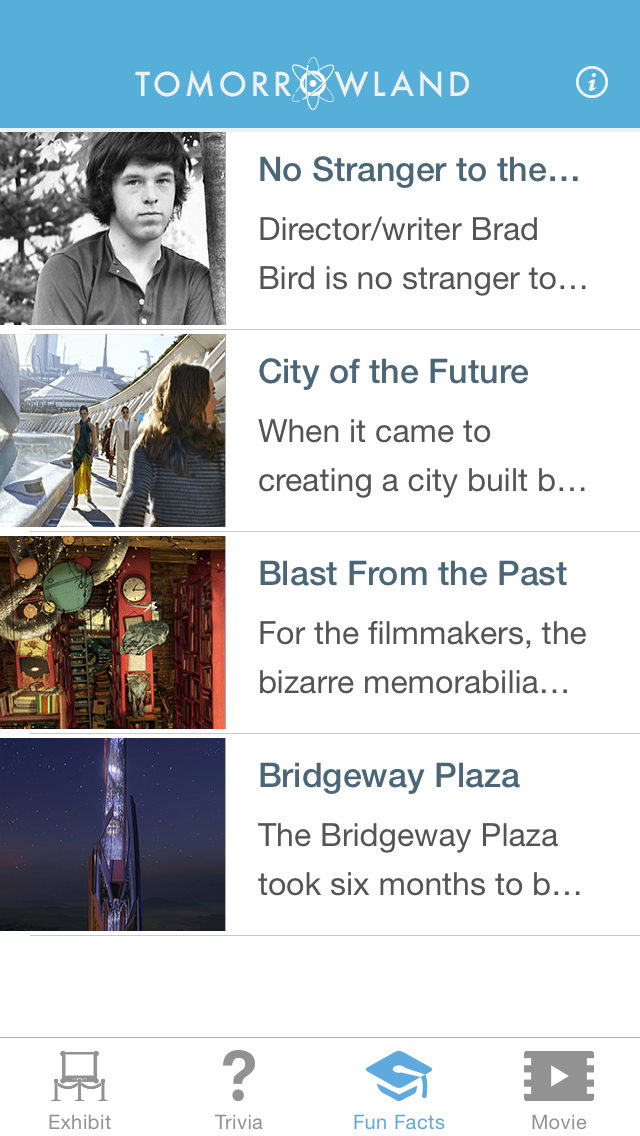 TOMORROWLAND
No Stranger to the…
Director/writer Brad
Bird is no stranger to…
City of the Future
When it came to
creating a city built b…
Blast From the Past
For the filmmakers, the
bizarre memorabilia…
Bridgeway Plaza
The Bridgeway Plaza
took six months to b…
Exhibit Trivia Fun Facts Movie